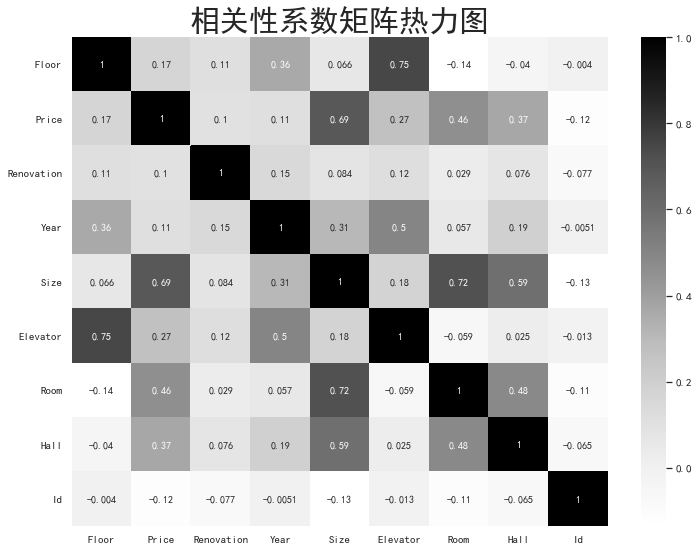 相关性系数矩阵热力图
Floor 1 0.17 0.11 0.36 0.066 0.75 -0.14 -0.04 -0.004
Price 0.17 1 0.1 0.11 0.69 0.27 0.46 0.37 -0.12
Renovation 0.11 0.1 1 0.15 0.084 0.12 0.029 0.076 -0.077
Year 0.36 0.11 0.15 1 0.31 0.5 0.057 0.19 -0.0051
Size 0.066 0.69 0.084 0.31 1 0.18 0.72 0.59 -0.13
Elevator 0.75 0.27 0.12 0.5 0.18 1 -0.059 0.025 -0.013
Room -0.14 0.46 0.029 0.057 0.72 -0.059 1 0.48 -0.11
Hall -0.04 0.37 0.076 0.19 0.59 0.025 0.48 1 -0.065
Id -0.004 -0.12 -0.077 -0.0051 -0.13 -0.013 -0.11 -0.065 1
Floor Price Renovation Year Size Elevator Room Hall Id
1.0
0.8
0.6
0.4
0.2
0.0